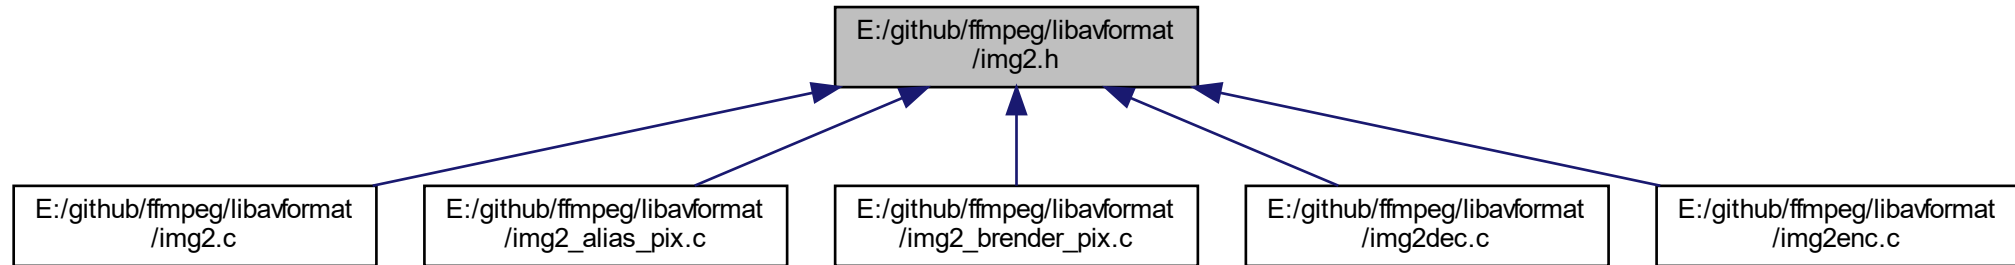 E:/github/ffmpeg/libavformat
/img2.h
E:/github/ffmpeg/libavformat
/img2.c
E:/github/ffmpeg/libavformat
/img2_alias_pix.c
E:/github/ffmpeg/libavformat
/img2_brender_pix.c
E:/github/ffmpeg/libavformat
/img2dec.c
E:/github/ffmpeg/libavformat
/img2enc.c